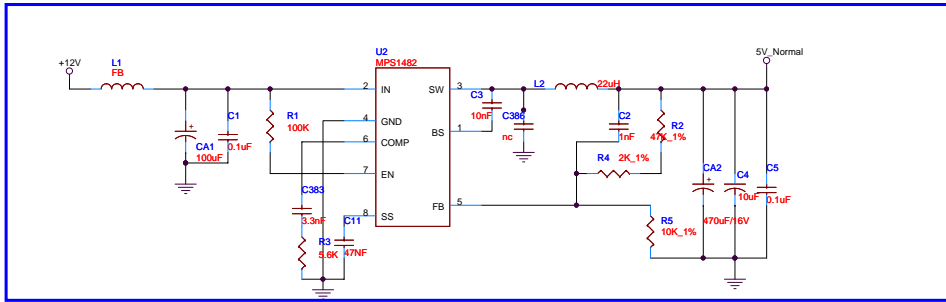 +12V
L1
FB
U2
MPS1482
5V_Normal
2
IN
SW
3
L2
22uH
C1
0.1uF
CA1
100uF
R1
100K
4
GND
6
COMP
7
EN
8
SS
BS
1
FB
5
C3
10nF
C386
nc
C2
1nF
R2
47K_1%
R4
2K_1%
C383
3.3nF
R3
5.6K
C11
47NF
R5
10K_1%
CA2
470uF/16V
C4
10uF
C5
0.1uF
+
+